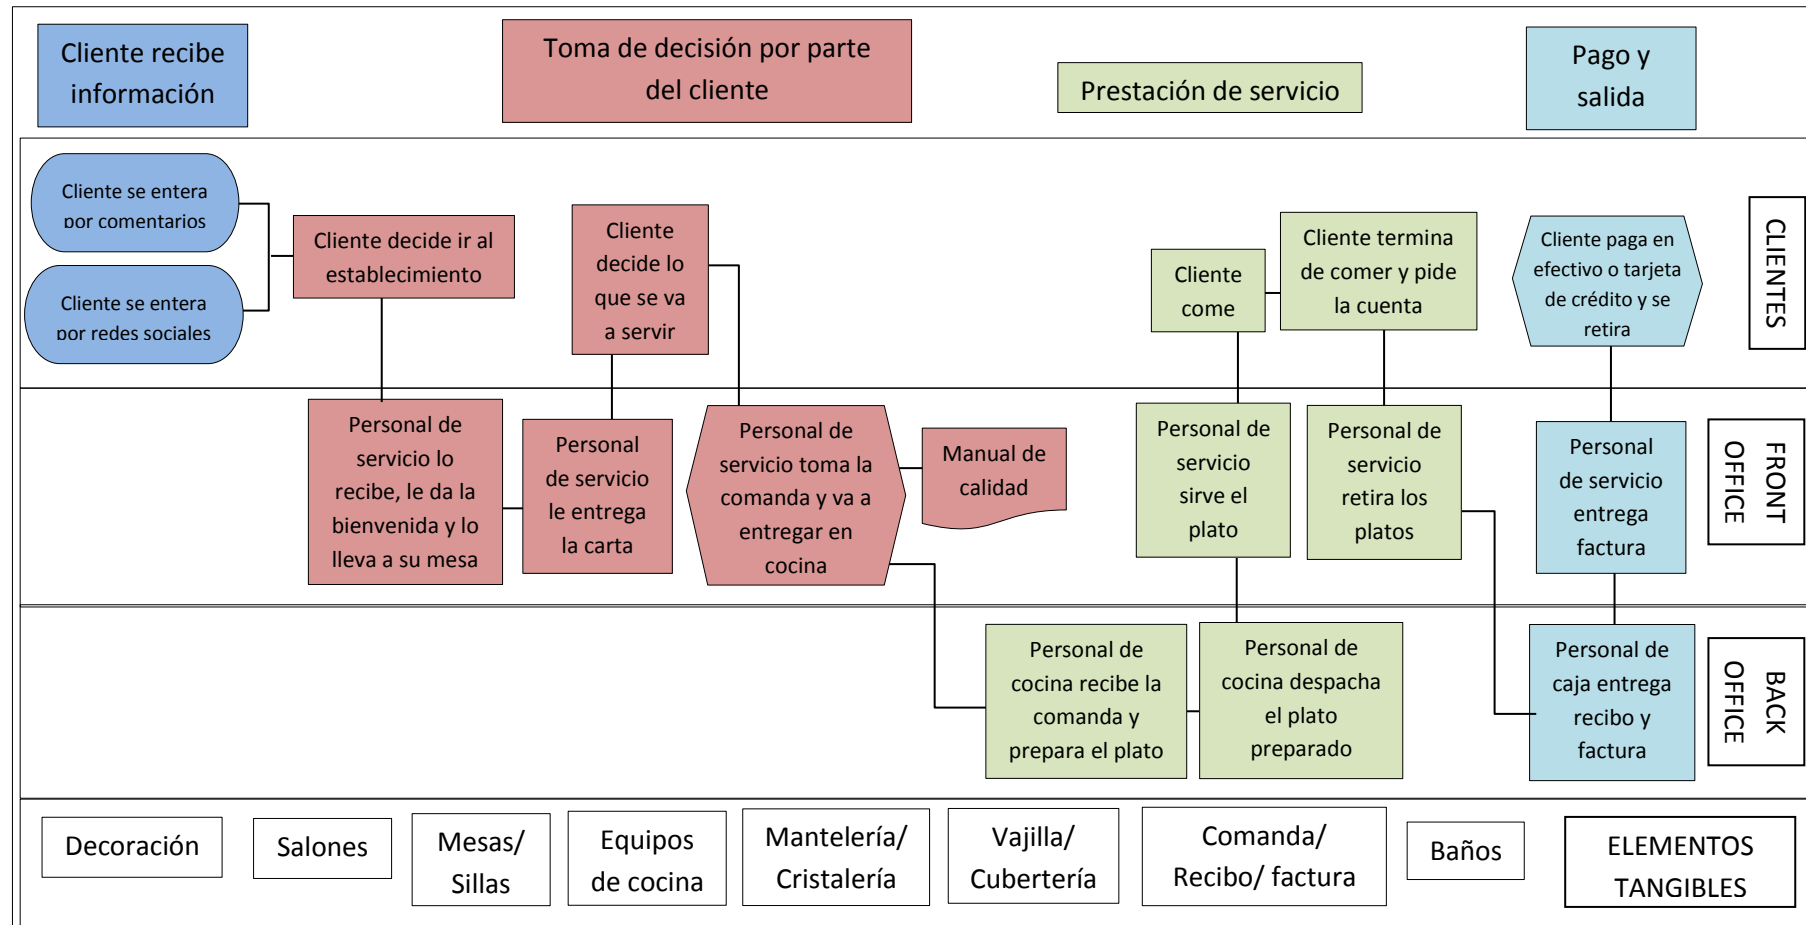 Cliente recibe
información
Toma de decisión por parte
del cliente
Prestación de servicio
Pago y
salida
Cliente se entera
por comentarios
Cliente se entera
por redes sociales
Cliente decide ir al
establecimiento
Cliente
decide lo
que se va
a servir
Cliente
come
Cliente termina
de comer y pide
la cuenta
Cliente paga en
efectivo o tarjeta
de crédito y se
retira
CLIENTES
Personal de
servicio lo
recibe, le da la
bienvenida y lo
lleva a su mesa
Personal
de servicio
le entrega
la carta
Personal de
servicio toma la
comanda y va a
entregar en
cocina
Manual de
calidad
Personal de
servicio
sirve el
plato
Personal de
servicio
retira los
platos
Personal
de servicio
entrega
factura
FRONT
OFFICE
Personal de
cocina recibe la
comanda y
prepara el plato
Personal de
cocina despacha
el plato
preparado
Personal de
caja entrega
recibo y
factura
BACK
OFFICE
Decoración
Salones
Mesas/
Sillas
Equipos
de cocina
Mantelería/
Cristalería
Vajilla/
Cubertería
Comanda/
Recibo/ factura
Baños
ELEMENTOS
TANGIBLES